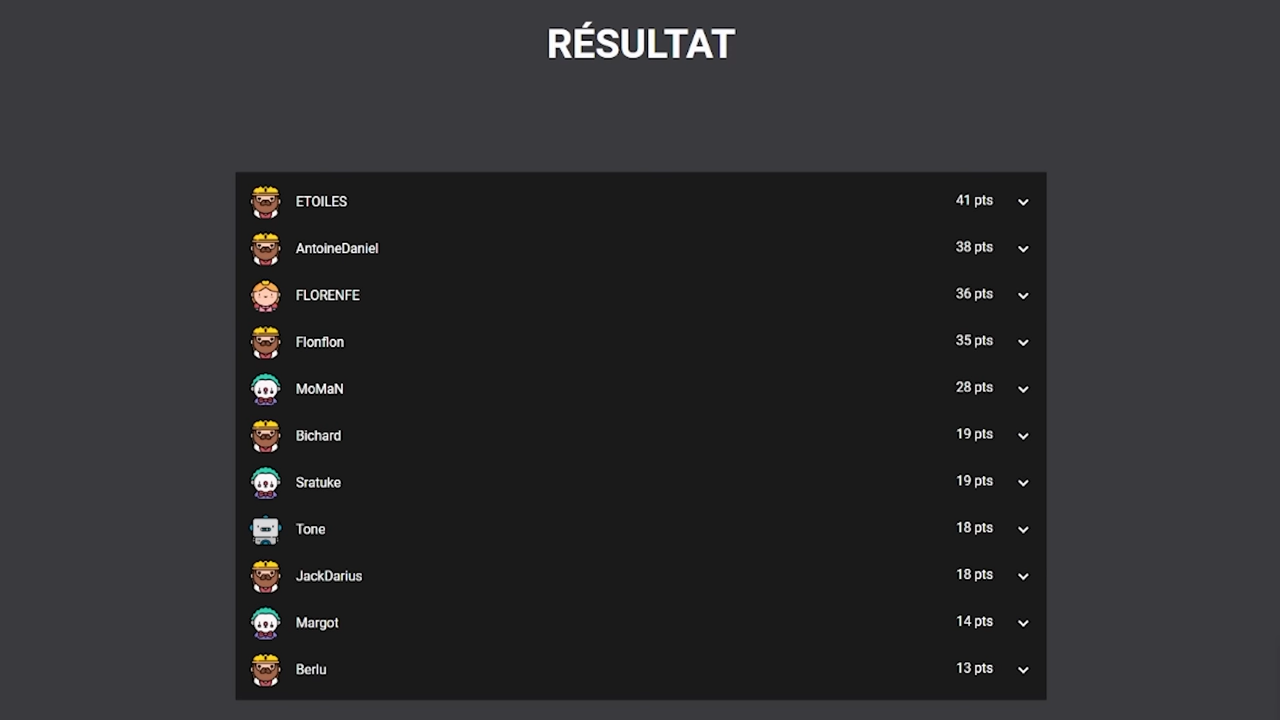 RÉSULTAT
ETOILES 41 pts
AntoineDaniel 38 pts
FLORENFE 36 pts
Flonflon 35 pts
MoMaN 28 pts
Bichard 19 pts
Sratuke 19 pts
Tone 18 pts
JackDarius 18 pts
Margot 14 pts
Berlu 13 pts